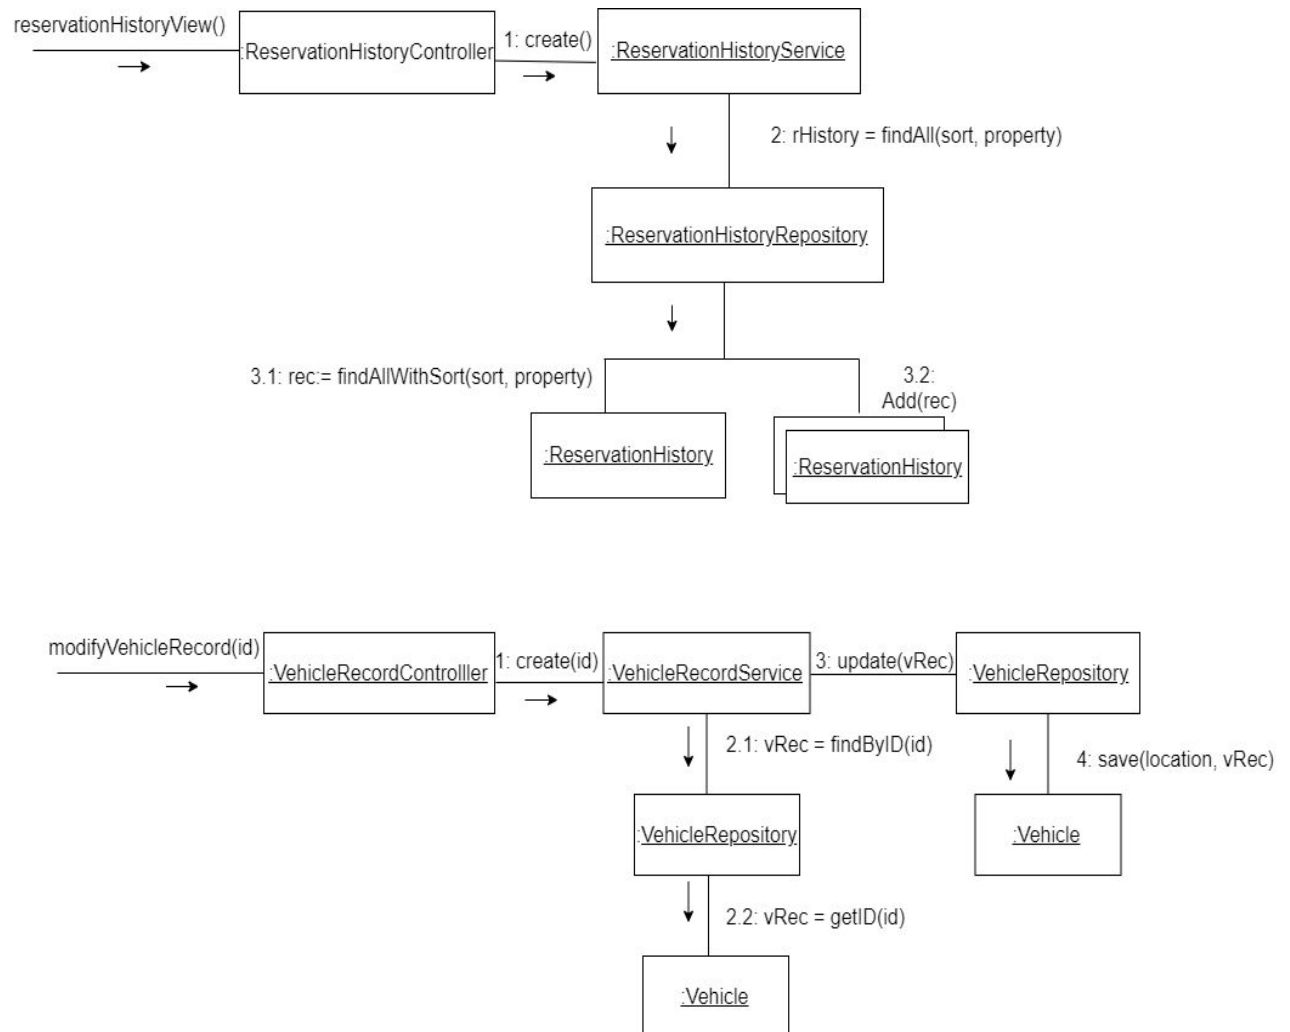 reservationHistoryView()
:ReservationHistoryController
1: create()
:ReservationHistoryService
2: rHistory = findAll(sort, property)
:ReservationHistoryRepository
3.1: rec:= findAllWithSort(sort, property)
3.2:
Add(rec)
:ReservationHistory
:ReservationHistory
modifyVehicleRecord(id)
:VehicleRecordControlller
1: create(id)
:VehicleRecordService
3: update(vRec)
:VehicleRepository
2.1: vRec = findByID(id)
4: save(location, vRec)
:VehicleRepository
:Vehicle
2.2: vRec = getID(id)
:Vehicle